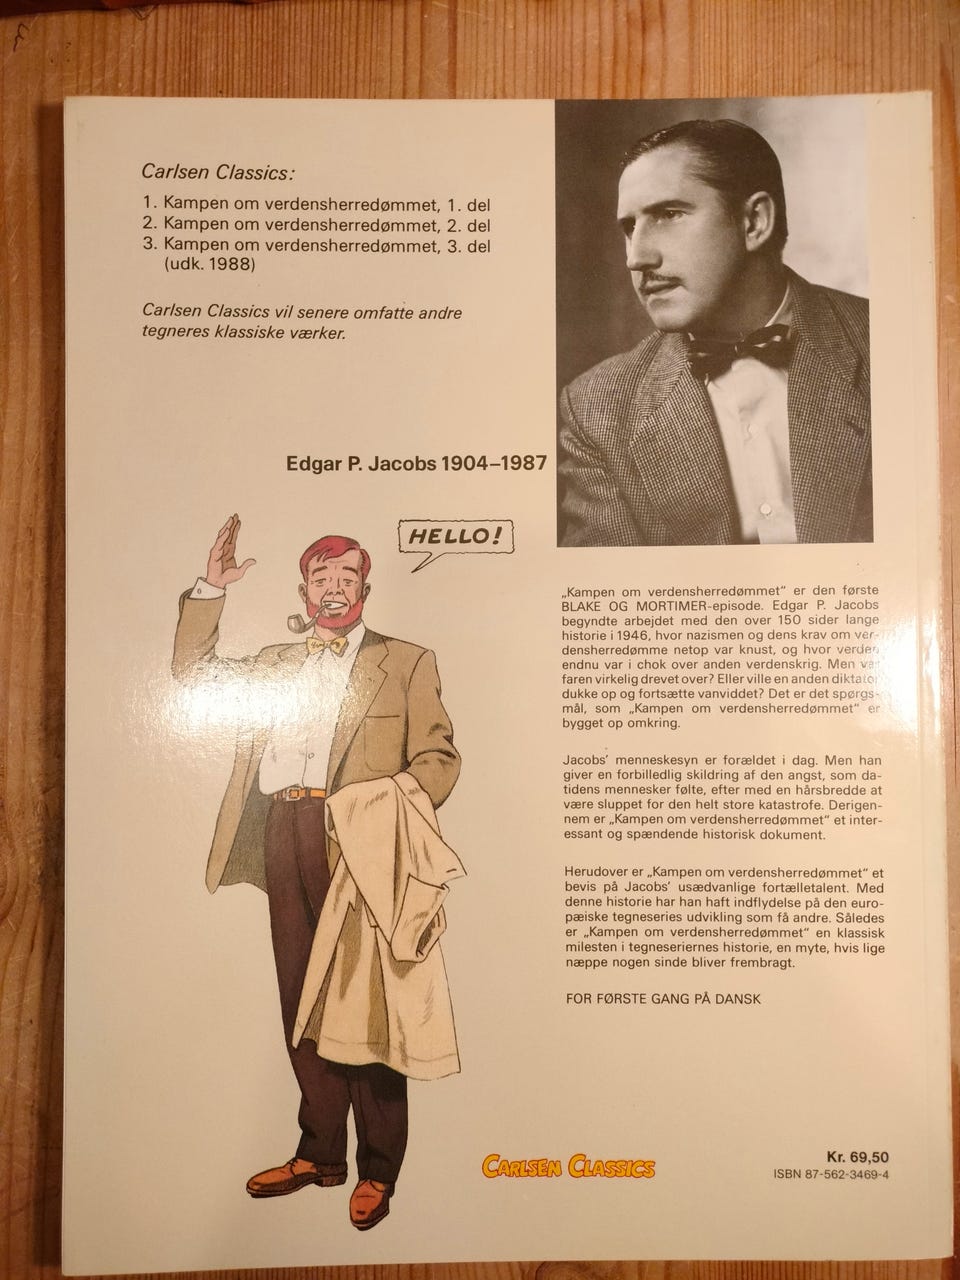 Carlsen Classics:
1. Kampen om verdensherredømmet, 1. del
2. Kampen om verdensherredømmet, 2. del
3. Kampen om verdensherredømmet, 3. del
(udk. 1988)
Carlsen Classics vil senere omfatte andre
tegneres klassiske værker.
Edgar P. Jacobs 1904–1987
HELLO!
„Kampen om verdensherredømmet“ er den første
BLAKE OG MORTIMER-episode. Edgar P. Jacobs
begyndte arbejdet med den over 150 sider lange
historie i 1946, hvor nazismen og dens krav om ver-
densherredømme netop var knust, og hvor verden
endnu var i chok over anden verdenskrig. Men var
faren virkelig drevet over? Eller ville en anden diktator
dukke op og fortsætte vanviddet? Det er det spørgs-
mål, som „Kampen om verdensherredømmet“ er
bygget op omkring.
Jacobs’ menneskesyn er forældet i dag. Men han
giver en forbilledlig skildring af den angst, som da-
tidens mennesker følte, efter med en hårsbredde at
være sluppet for den helt store katastrofe. Derigen-
nem er „Kampen om verdensherredømmet“ et inter-
essant og spændende historisk dokument.
Herudover er „Kampen om verdensherredømmet“ et
bevis på Jacobs’ usædvanlige fortælletalent. Med
denne historie har han haft indflydelse på den euro-
pæiske tegneseries udvikling som få andre. Således
er „Kampen om verdensherredømmet“ en klassisk
milesten i tegneseriernes historie, en myte, hvis lige
næppe nogen sinde bliver frembragt.
FOR FØRSTE GANG PÅ DANSK
CARLSEN CLASSICS
Kr. 69,50
ISBN 87-562-3469-4